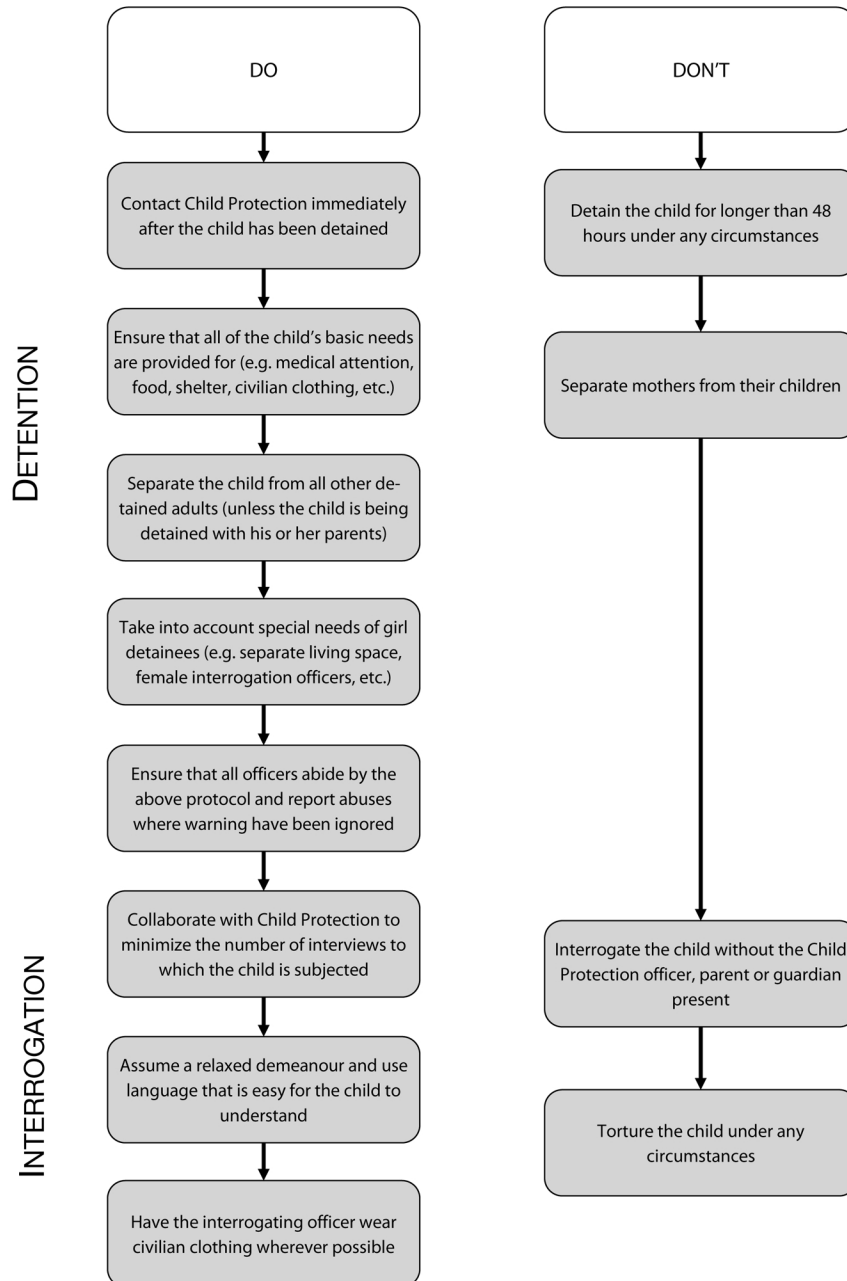 DO
Contact Child Protection immediately
after the child has been detained
Ensure that all of the child's basic needs
are provided for (e.g. medical attention,
food, shelter, civilian clothing, etc.)
Separate the child from all other de-
tained adults (unless the child is being
detained with his or her parents)
Take into account special needs of girl
detainees (e.g. separate living space,
female interrogation officers, etc.)
Ensure that all officers abide by the
above protocol and report abuses
where warning have been ignored
Collaborate with Child Protection to
minimize the number of interviews to
which the child is subjected
Assume a relaxed demeanour and use
language that is easy for the child to
understand
Have the interrogating officer wear
civilian clothing wherever possible
DON'T
Detain the child for longer than 48
hours under any circumstances
Separate mothers from their children
Interrogate the child without the Child
Protection officer, parent or guardian
present
Torture the child under any
circumstances
DETENTION
INTERROGATION